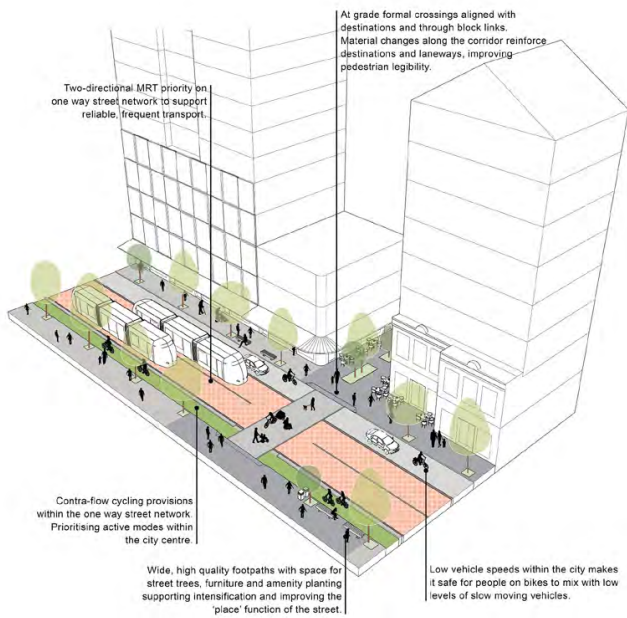 At grade formal crossings aligned with
destinations and through block links.
Material changes along the corridor reinforce
destinations and laneways, improving
pedestrian legibility.
Two-directional MRT priority on
one way street network to support
reliable, frequent transport.
Contra-flow cycling provisions
within the one way street network.
Prioritising active modes within
the city centre.
Wide, high quality footpaths with space for
street trees, furniture and amenity planting
supporting intensification and improving the
‘place’ function of the street.
Low vehicle speeds within the city makes
it safe for people on bikes to mix with low
levels of slow moving vehicles.